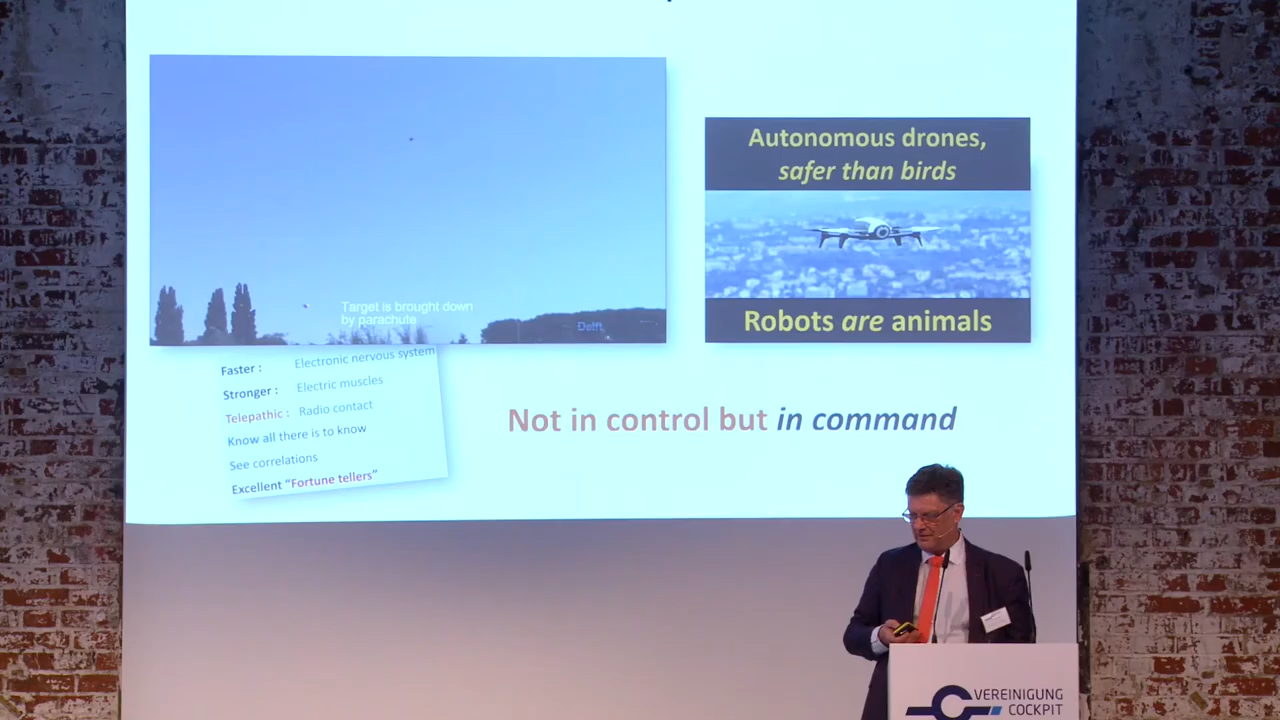 Target is brought down
by parachute
Delft
Autonomous drones,
safer than birds
Robots are animals
Faster : Electronic nervous system
Stronger : Electric muscles
Telepathic : Radio contact
Know all there is to know
See correlations
Excellent “Fortune tellers”
Not in control but in command
VEREINIGUNG
COCKPIT